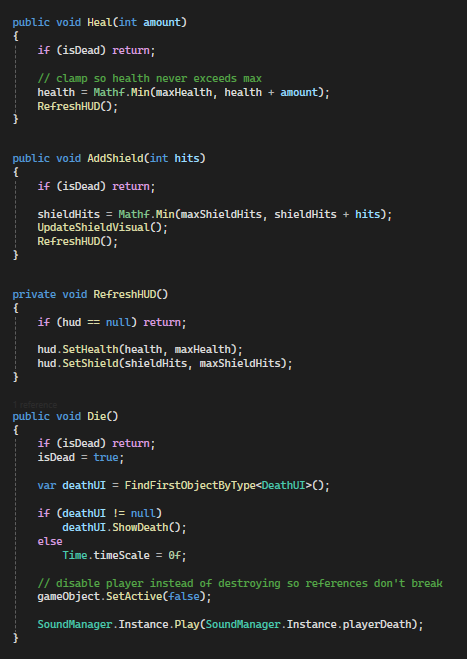 public void Heal(int amount)
{
if (isDead) return;
// clamp so health never exceeds max
health = Mathf.Min(maxHealth, health + amount);
RefreshHUD();
}
public void AddShield(int hits)
{
if (isDead) return;
shieldHits = Mathf.Min(maxShieldHits, shieldHits + hits);
UpdateShieldVisual();
RefreshHUD();
}
private void RefreshHUD()
{
if (hud == null) return;
hud.SetHealth(health, maxHealth);
hud.SetShield(shieldHits, maxShieldHits);
}
1 reference
public void Die()
{
if (isDead) return;
isDead = true;
var deathUI = FindFirstObjectByType<DeathUI>();
if (deathUI != null)
deathUI.ShowDeath();
else
Time.timeScale = 0f;
// disable player instead of destroying so references don't break
gameObject.SetActive(false);
SoundManager.Instance.Play(SoundManager.Instance.playerDeath);
}